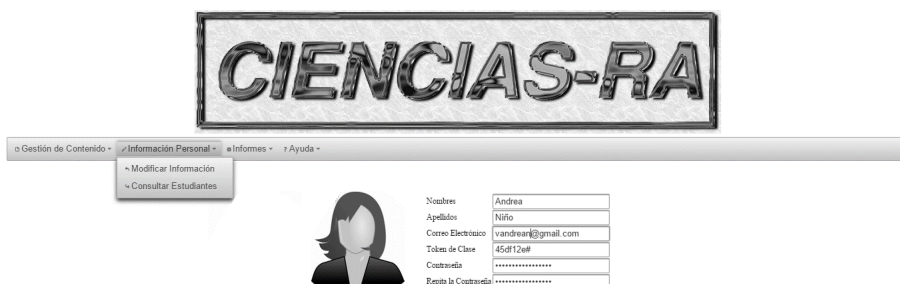 CIENCIAS-RA
Gestión de Contenido Información Personal Informes ? Ayuda
Modificar Información
Consultar Estudiantes
Nombres Andrea
Apellidos Niño
Correo Electrónico vandrean@gmail.com
Token de Clase 45df12e#
Contraseña •••••••••••••••••
Repita la Contraseña •••••••••••••••••